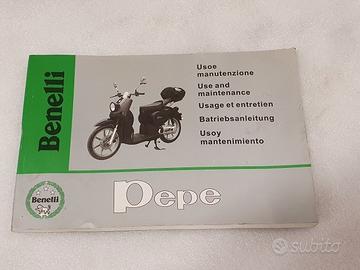 Benelli
Usoe
manutenzione
Use and
maintenance
Usage et entretien
Batriebsanleitung
Usoy
mantenimiento
Benelli
Pepe
subito